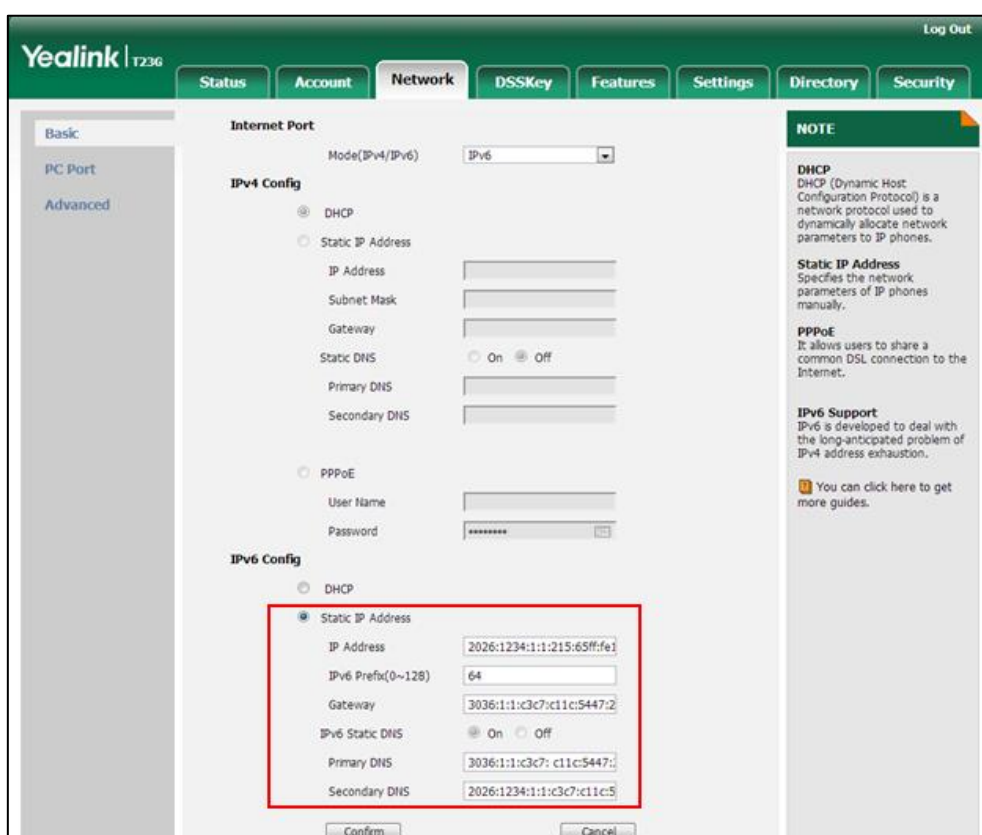 Log Out
Yealink T23G
Status Account Network DSSKey Features Settings Directory Security
Basic
PC Port
Advanced
Internet Port
Mode(IPv4/IPv6) IPv6
IPv4 Config
DHCP
Static IP Address
IP Address
Subnet Mask
Gateway
Static DNS On Off
Primary DNS
Secondary DNS
PPPoE
User Name
Password ••••••••
IPv6 Config
DHCP
Static IP Address
IP Address 2026:1234:1:1:215:65ff:fe1
IPv6 Prefix(0~128) 64
Gateway 3036:1:1:c3c7:c11c:5447:2
IPv6 Static DNS On Off
Primary DNS 3036:1:1:c3c7: c11c:5447:
Secondary DNS 2026:1234:1:1:c3c7:c11c:5
Confirm Cancel
NOTE
DHCP
DHCP (Dynamic Host
Configuration Protocol) is a
network protocol used to
dynamically allocate network
parameters to IP phones.
Static IP Address
Specifies the network
parameters of IP phones
manually.
PPPoE
It allows users to share a
common DSL connection to the
Internet.
IPv6 Support
IPv6 is developed to deal with
the long-anticipated problem of
IPv4 address exhaustion.
You can click here to get
more guides.